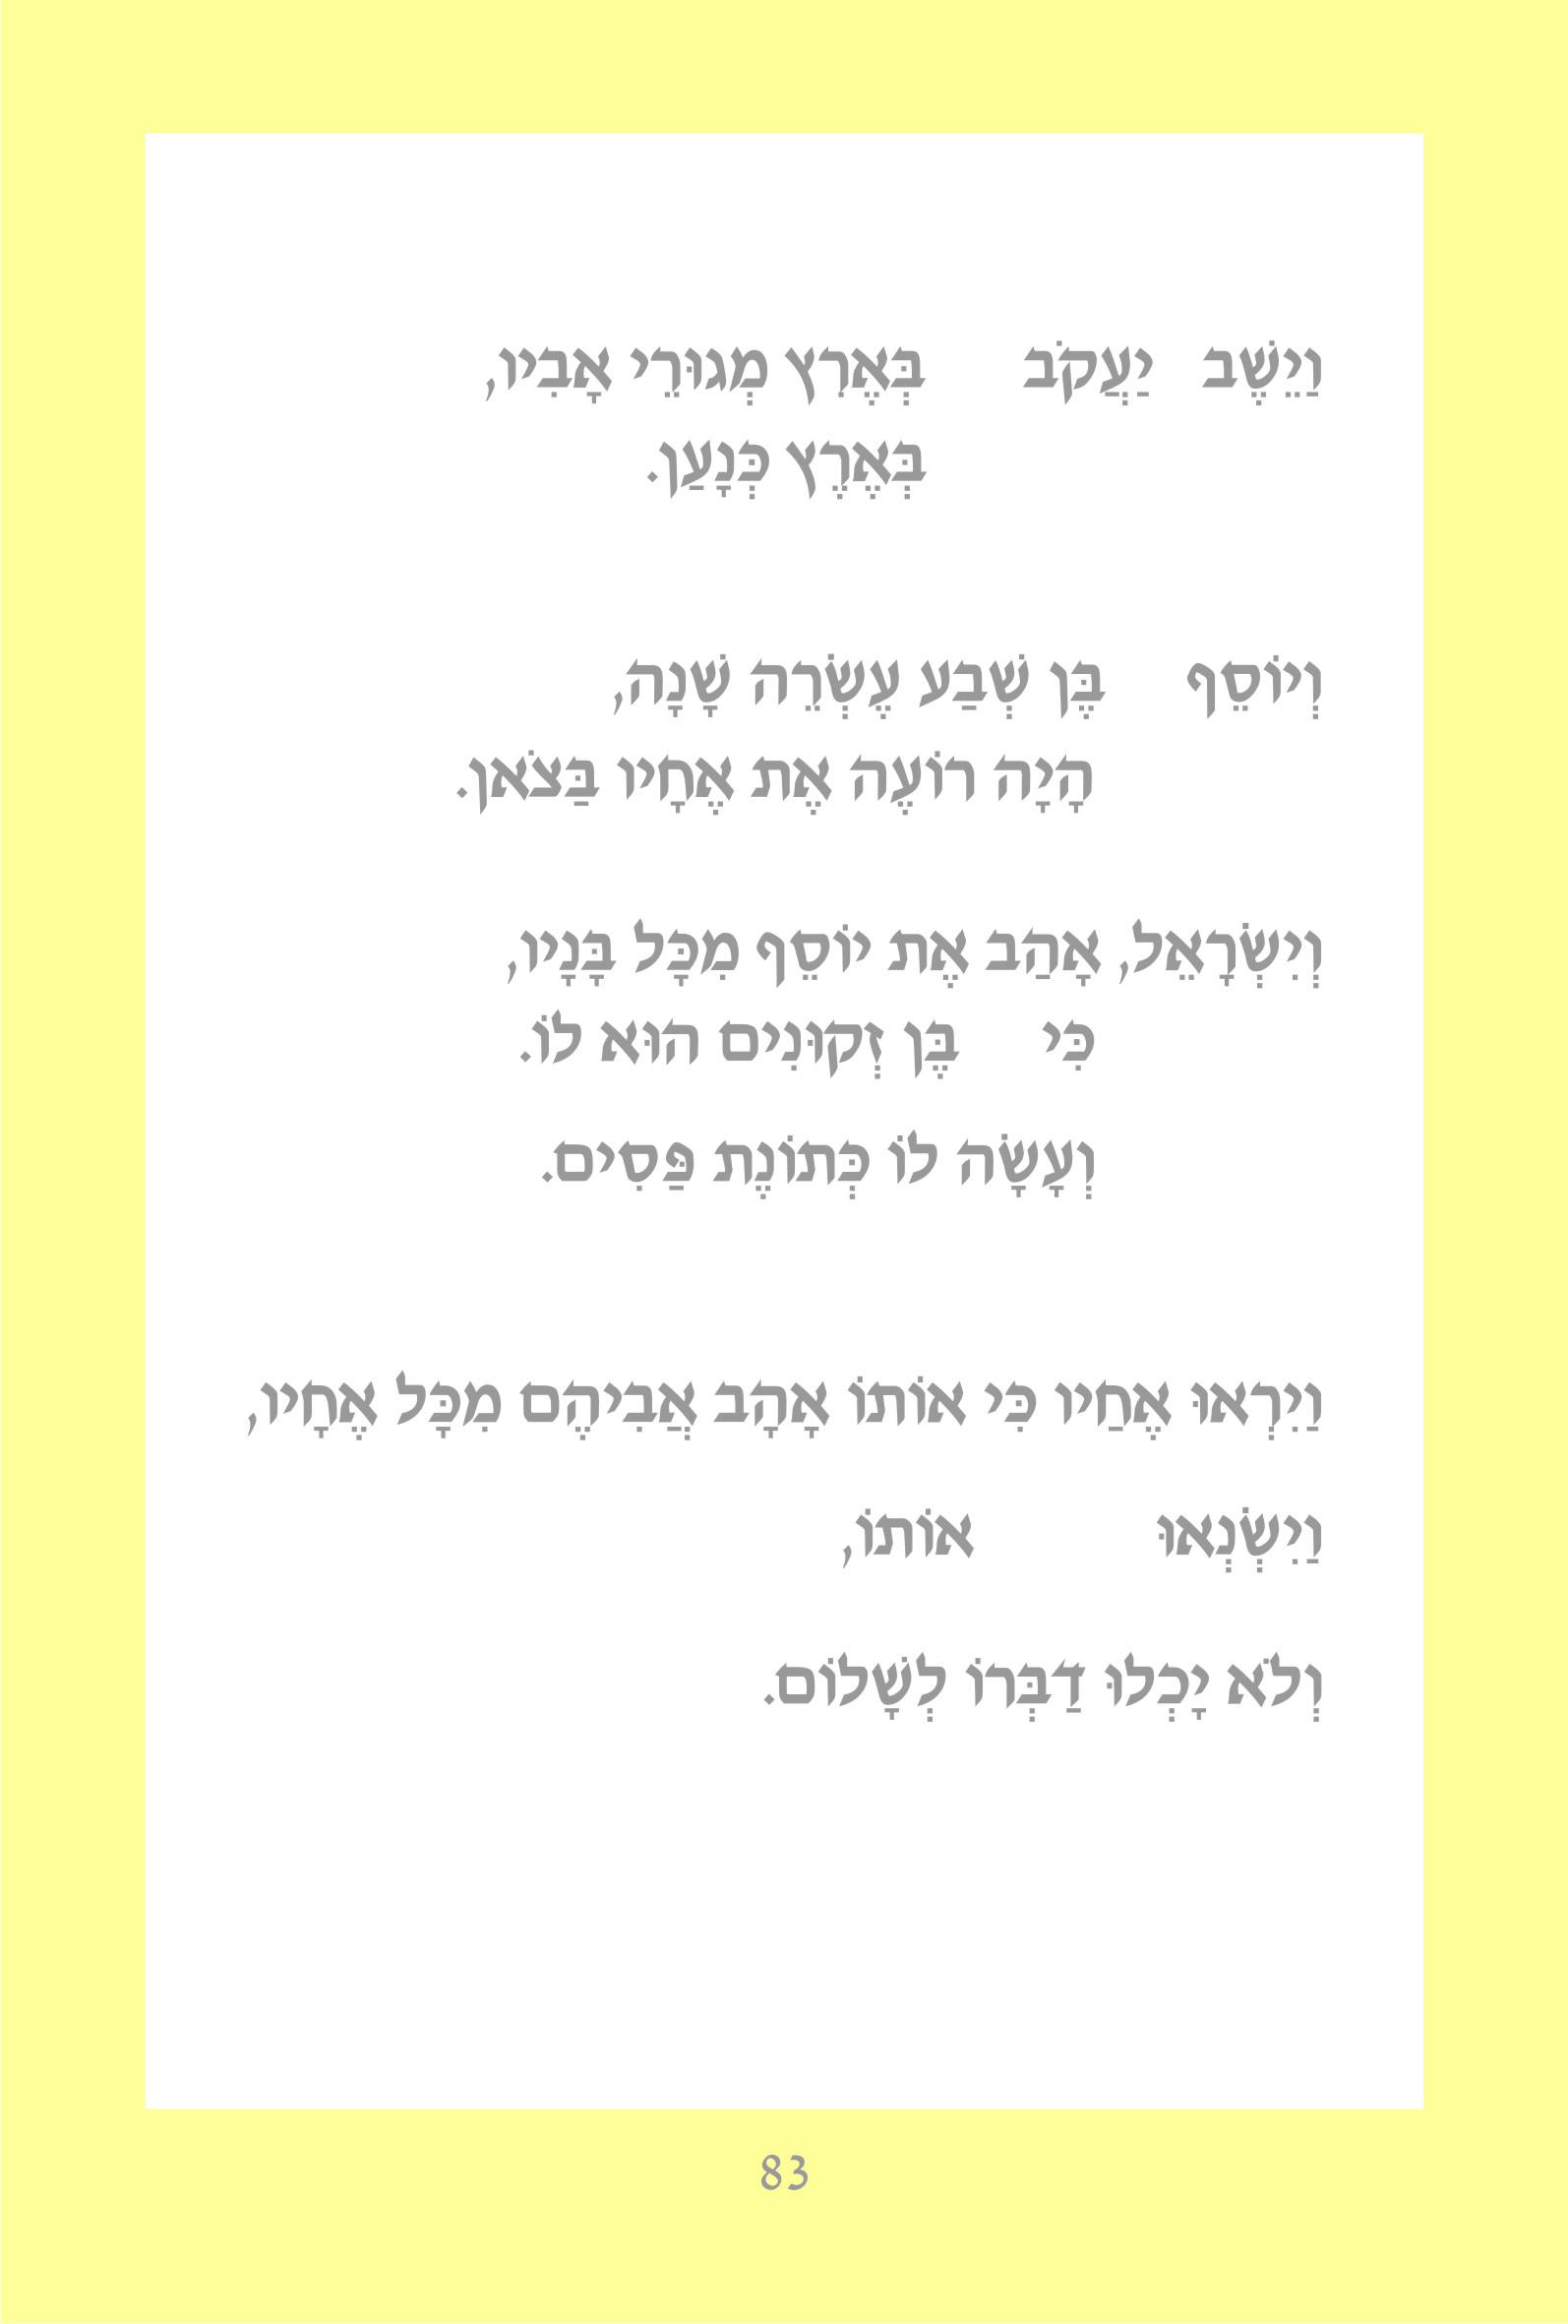 וַיֵּשֶׁב יַעֲקֹב בְּאֶרֶץ מְגוּרֵי אָבִיו,
בְּאֶרֶץ כְּנָעַן.
וְיוֹסֵף בֶּן שְׁבַע עֶשְׂרֵה שָׁנָה,
הָיָה רוֹעֶה אֶת אֶחָיו בַּצֹּאן.
וְיִשְׂרָאֵל, אָהַב אֶת יוֹסֵף מִכָּל בָּנָיו,
כִּי בֶּן זְקוּנִים הוּא לוֹ.
וְעָשָׂה לוֹ כְּתוֹנֶת פַּסִים.
וַיִּרְאוּ אֶחַיו כִּי אוֹתוֹ אָהָב אֲבִיהֶם מִכָּל אֶחָיו,
וַיִּשְׂנְאוּ אוֹתוֹ,
וְלֹא יָכְלוּ דַבְּרוֹ לְשָׁלוֹם.
83